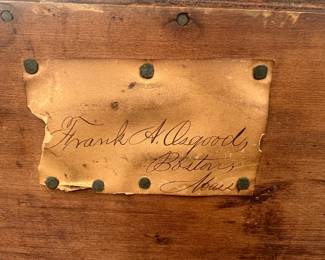 Frank A. Osgood,
Boston,
Mass